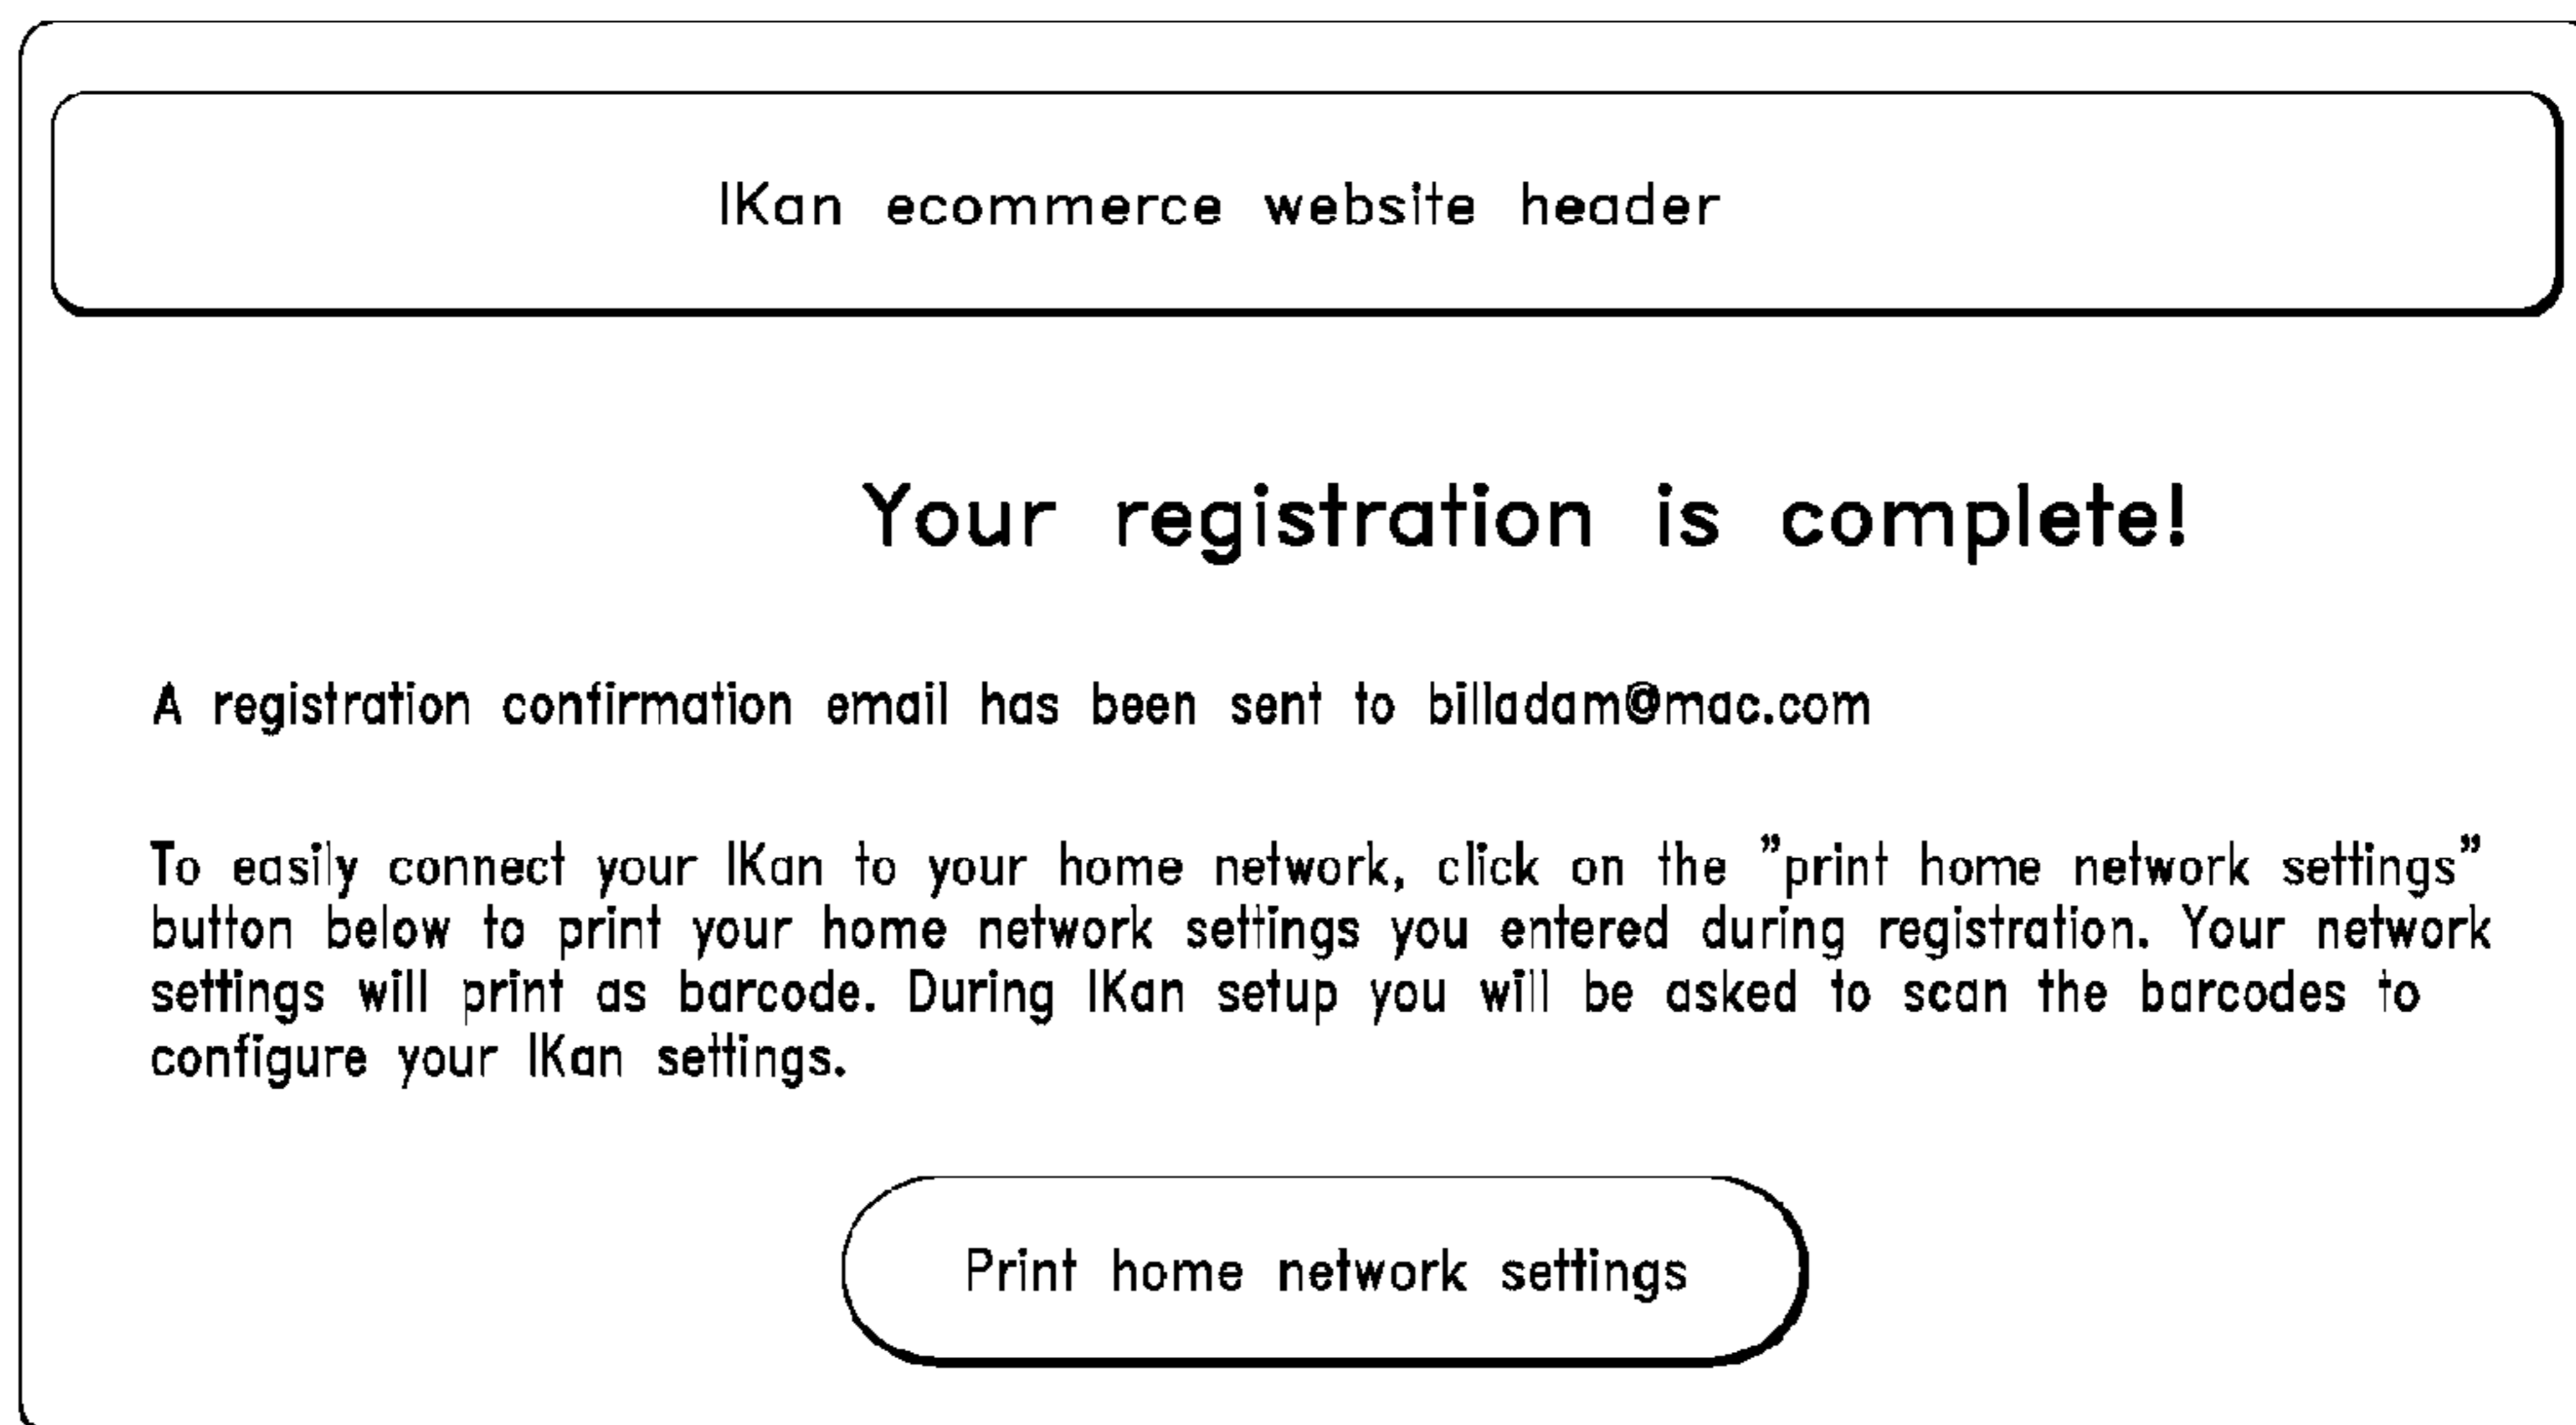 IKan ecommerce website header
Your registration is complete!
A registration confirmation email has been sent to billadam@mac.com
To easily connect your IKan to your home network, click on the ”print home network settings”
button below to print your home network settings you entered during registration. Your network
settings will print as barcode. During IKan setup you will be asked to scan the barcodes to
configure your IKan settings.
Print home network settings